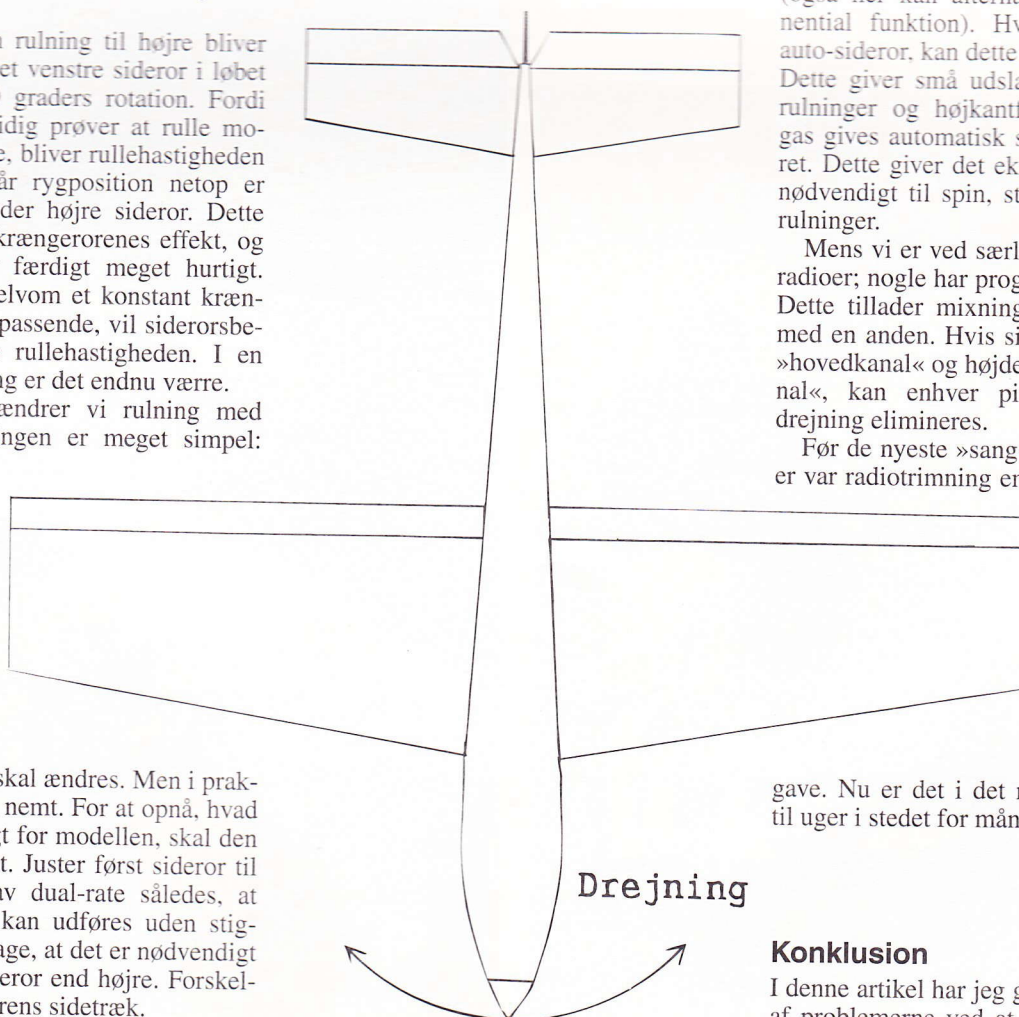 rulning til højre bliver
et venstre sideror i løbet
graders rotation. Fordi
idig prøver at rulle mo-
e, bliver rullehastigheden
år rygposition netop er
der højre sideror. Dette
krængerorenes effekt, og
færdigt meget hurtigt.
elvom et konstant kræn-
passende, vil siderorsbe-
rullehastigheden. I en
ng er det endnu værre.
ændrer vi rulning med
ngen er meget simpel:
skal ændres. Men i prak-
nemt. For at opnå, hvad
gt for modellen, skal den
t. Juster først sideror til
av dual-rate således, at
kan udføres uden stig-
age, at det er nødvendigt
eror end højre. Forskel-
rens sidetræk.
Drejning
nential funktion). Hv
auto-sideror, kan dette
Dette giver små udsla
rulninger og højkantf
gas gives automatisk s
ret. Dette giver det ek
nødvendigt til spin, st
rulninger.
Mens vi er ved særl
radioer; nogle har prog
Dette tillader mixning
med en anden. Hvis si
»hovedkanal« og højde
nal«, kan enhver pi
drejning elimineres.
Før de nyeste »sang
er var radiotrimning en
gave. Nu er det i det n
til uger i stedet for mån
Konklusion
I denne artikel har jeg g
af problemerne ved at